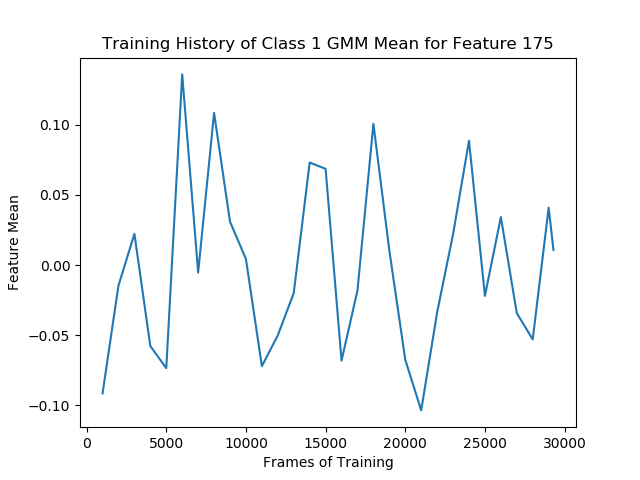 Training History of Class 1 GMM Mean for Feature 175
Feature Mean
0.10
0.05
0.00
−0.05
−0.10
0 5000 10000 15000 20000 25000 30000
Frames of Training